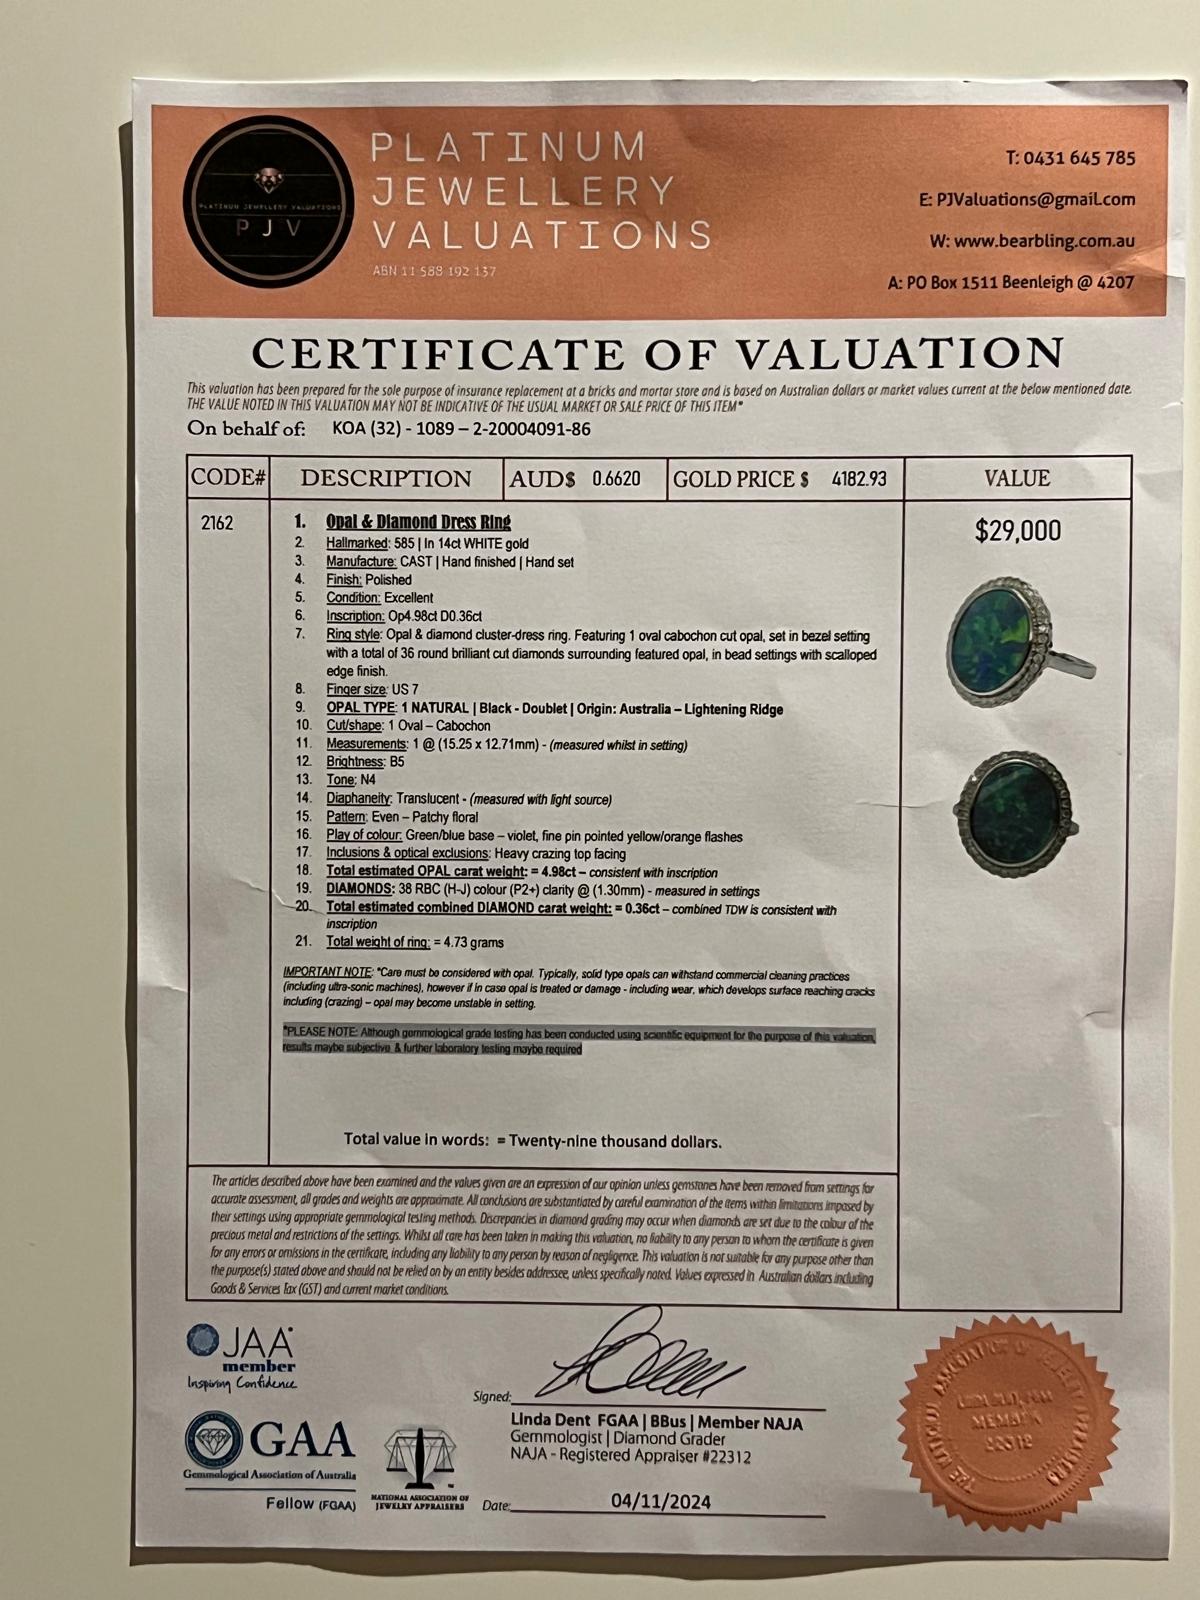 PLATINUM JEWELLERY VALUATIONS
P J V
PLATINUM
JEWELLERY
VALUATIONS
ABN 11 588 192 137
T: 0431 645 785
E: PJValuations@gmail.com
W: www.bearbling.com.au
A: PO Box 1511 Beenleigh @ 4207
CERTIFICATE OF VALUATION
This valuation has been prepared for the sole purpose of insurance replacement at a bricks and mortar store and is based on Australian dollars or market values current at the below mentioned date.
THE VALUE NOTED IN THIS VALUATION MAY NOT BE INDICATIVE OF THE USUAL MARKET OR SALE PRICE OF THIS ITEM*
On behalf of: KOA (32) - 1089 – 2-20004091-86
CODE# DESCRIPTION AUD$ 0.6620 GOLD PRICE $ 4182.93 VALUE
2162
1. Opal & Diamond Dress Ring
2. Hallmarked: 585 | In 14ct WHITE gold
3. Manufacture: CAST | Hand finished | Hand set
4. Finish: Polished
5. Condition: Excellent
6. Inscription: Op4.98ct D0.36ct
7. Ring style: Opal & diamond cluster-dress ring. Featuring 1 oval cabochon cut opal, set in bezel setting
with a total of 36 round brilliant cut diamonds surrounding featured opal, in bead settings with scalloped
edge finish.
8. Finger size: US 7
9. OPAL TYPE: 1 NATURAL | Black - Doublet | Origin: Australia – Lightening Ridge
10. Cut/shape: 1 Oval – Cabochon
11. Measurements: 1 @ (15.25 x 12.71mm) - (measured whilst in setting)
12. Brightness: B5
13. Tone: N4
14. Diaphaneity: Translucent - (measured with light source)
15. Pattern: Even – Patchy floral
16. Play of colour: Green/blue base – violet, fine pin pointed yellow/orange flashes
17. Inclusions & optical exclusions: Heavy crazing top facing
18. Total estimated OPAL carat weight: = 4.98ct – consistent with inscription
19. DIAMONDS: 38 RBC (H-J) colour (P2+) clarity @ (1.30mm) - measured in settings
20. Total estimated combined DIAMOND carat weight: = 0.36ct – combined TDW is consistent with
inscription
21. Total weight of ring: = 4.73 grams
$29,000
IMPORTANT NOTE: *Care must be considered with opal. Typically, solid type opals can withstand commercial cleaning practices
(including ultra-sonic machines), however if in case opal is treated or damage - including wear, which develops surface reaching cracks
including (crazing) – opal may become unstable in setting.
*PLEASE NOTE: Although gemmological grade testing has been conducted using scientific equipment for the purpose of this valuation,
results maybe subjective & further laboratory testing maybe required
Total value in words: = Twenty-nine thousand dollars.
The articles described above have been examined and the values given are an expression of our opinion unless gemstones have been removed from settings for
accurate assessment, all grades and weights are approximate. All conclusions are substantiated by careful examination of the items within limitations imposed by
their settings using appropriate gemmological testing methods. Discrepancies in diamond grading may occur when diamonds are set due to the colour of the
precious metal and restrictions of the settings. Whilst all care has been taken in making this valuation, no liability to any person to whom the certificate is given
for any errors or omissions in the certificate, including any liability to any person by reason of negligence. This valuation is not suitable for any purpose other than
the purpose(s) stated above and should not be relied on by an entity besides addressee, unless specifically noted. Values expressed in Australian dollars including
Goods & Services Tax (GST) and current market conditions.
JAA
member
Inspiring Confidence
GAA
Gemmological Association of Australia
Fellow (FGAA)
NATIONAL ASSOCIATION OF
JEWELRY APPRAISERS
Signed:
Linda Dent FGAA | BBus | Member NAJA
Gemmologist | Diamond Grader
NAJA - Registered Appraiser #22312
Date: 04/11/2024
THE NATIONAL ASSOCIATION OF
MEMBER
22312